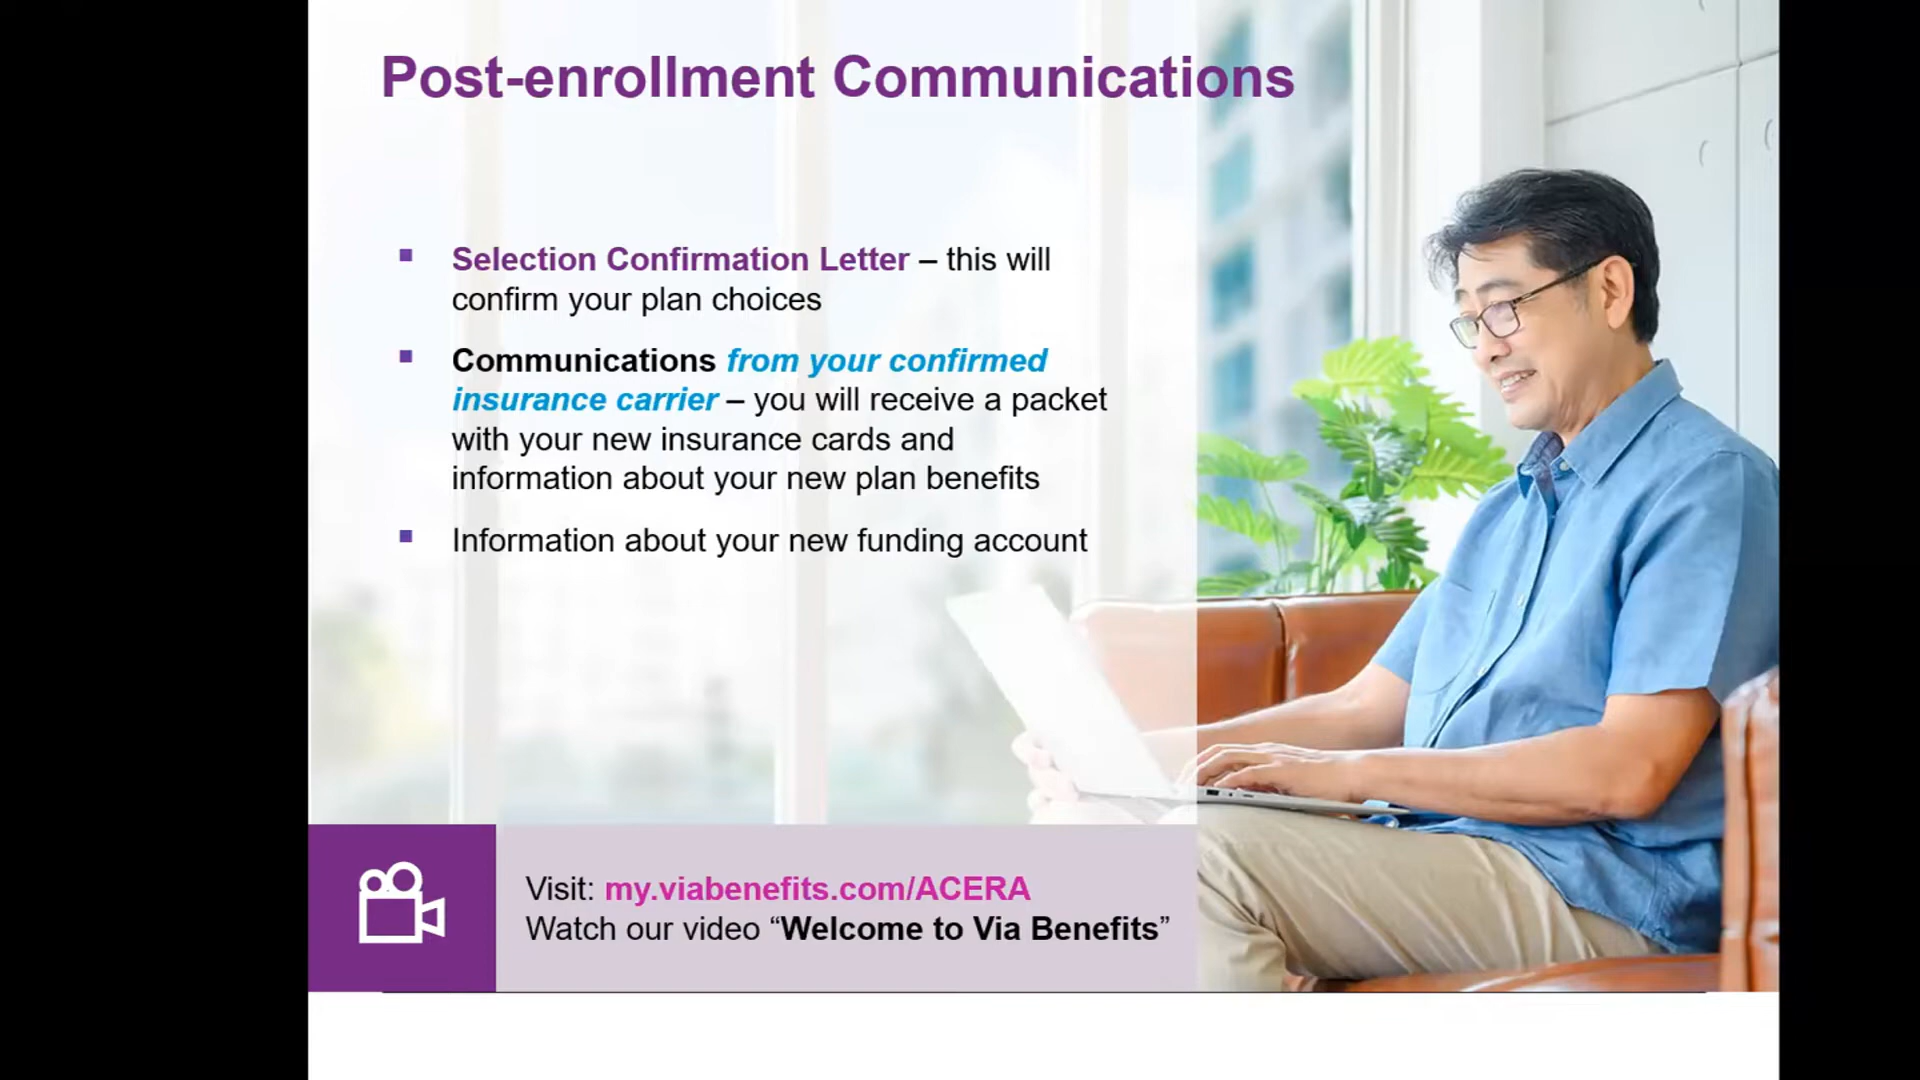 Post-enrollment Communications
Selection Confirmation Letter – this will
confirm your plan choices
Communications from your confirmed
insurance carrier – you will receive a packet
with your new insurance cards and
information about your new plan benefits
Information about your new funding account
Visit: my.viabenefits.com/ACERA
Watch our video “Welcome to Via Benefits”